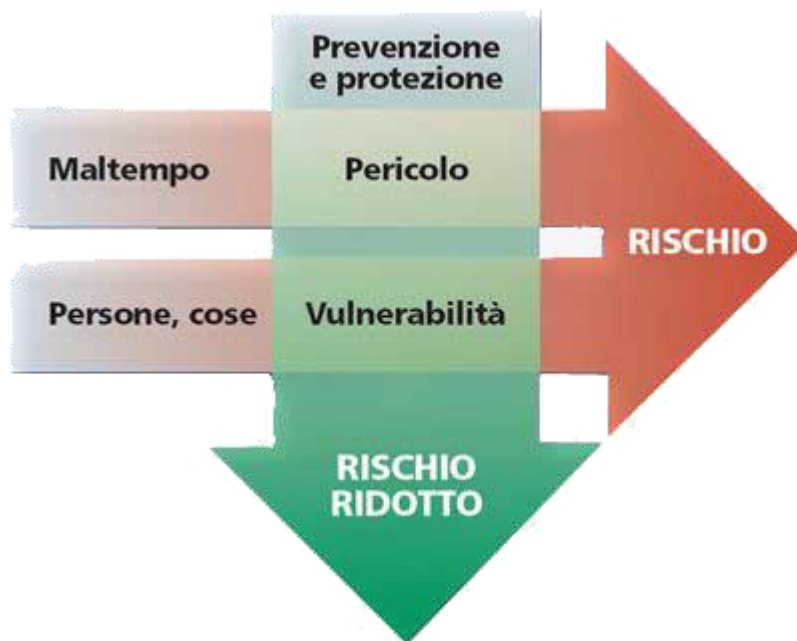 Prevenzione
e protezione
Maltempo
Pericolo
RISCHIO
Persone, cose
Vulnerabilità
RISCHIO
RIDOTTO